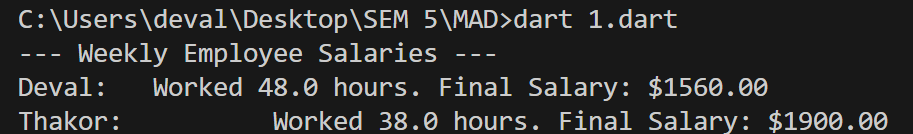 C:\Users\deval\Desktop\SEM 5\MAD>dart 1.dart
--- Weekly Employee Salaries ---
Deval:   Worked 48.0 hours. Final Salary: $1560.00
Thakor:          Worked 38.0 hours. Final Salary: $1900.00